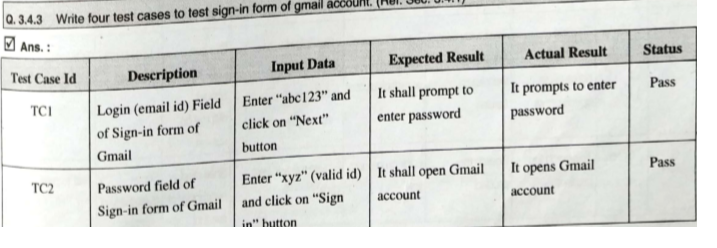 Q. 3.4.3 Write four test cases to test sign-in form of gmail account.
Ans. :
Test Case Id Description Input Data Expected Result Actual Result Status
TC1 Login (email id) Field of Sign-in form of Gmail Enter “abc123” and click on “Next” button It shall prompt to enter password It prompts to enter password Pass
TC2 Password field of Sign-in form of Gmail Enter “xyz” (valid id) and click on “Sign in” button It shall open Gmail account It opens Gmail account Pass